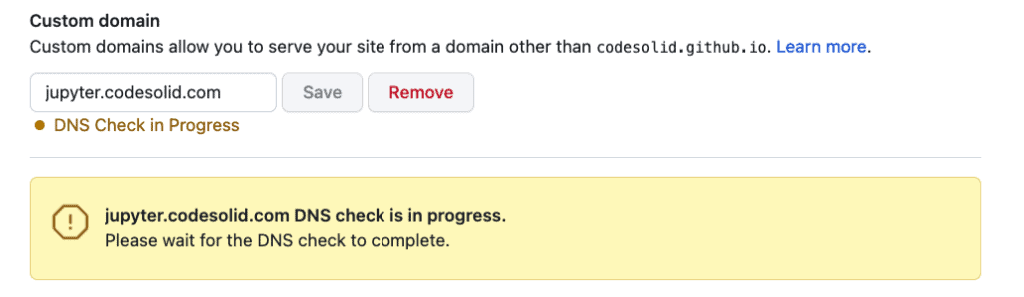 Custom domain
Custom domains allow you to serve your site from a domain other than codesolid.github.io. Learn more.
jupyter.codesolid.com Save Remove
DNS Check in Progress
jupyter.codesolid.com DNS check is in progress.
Please wait for the DNS check to complete.